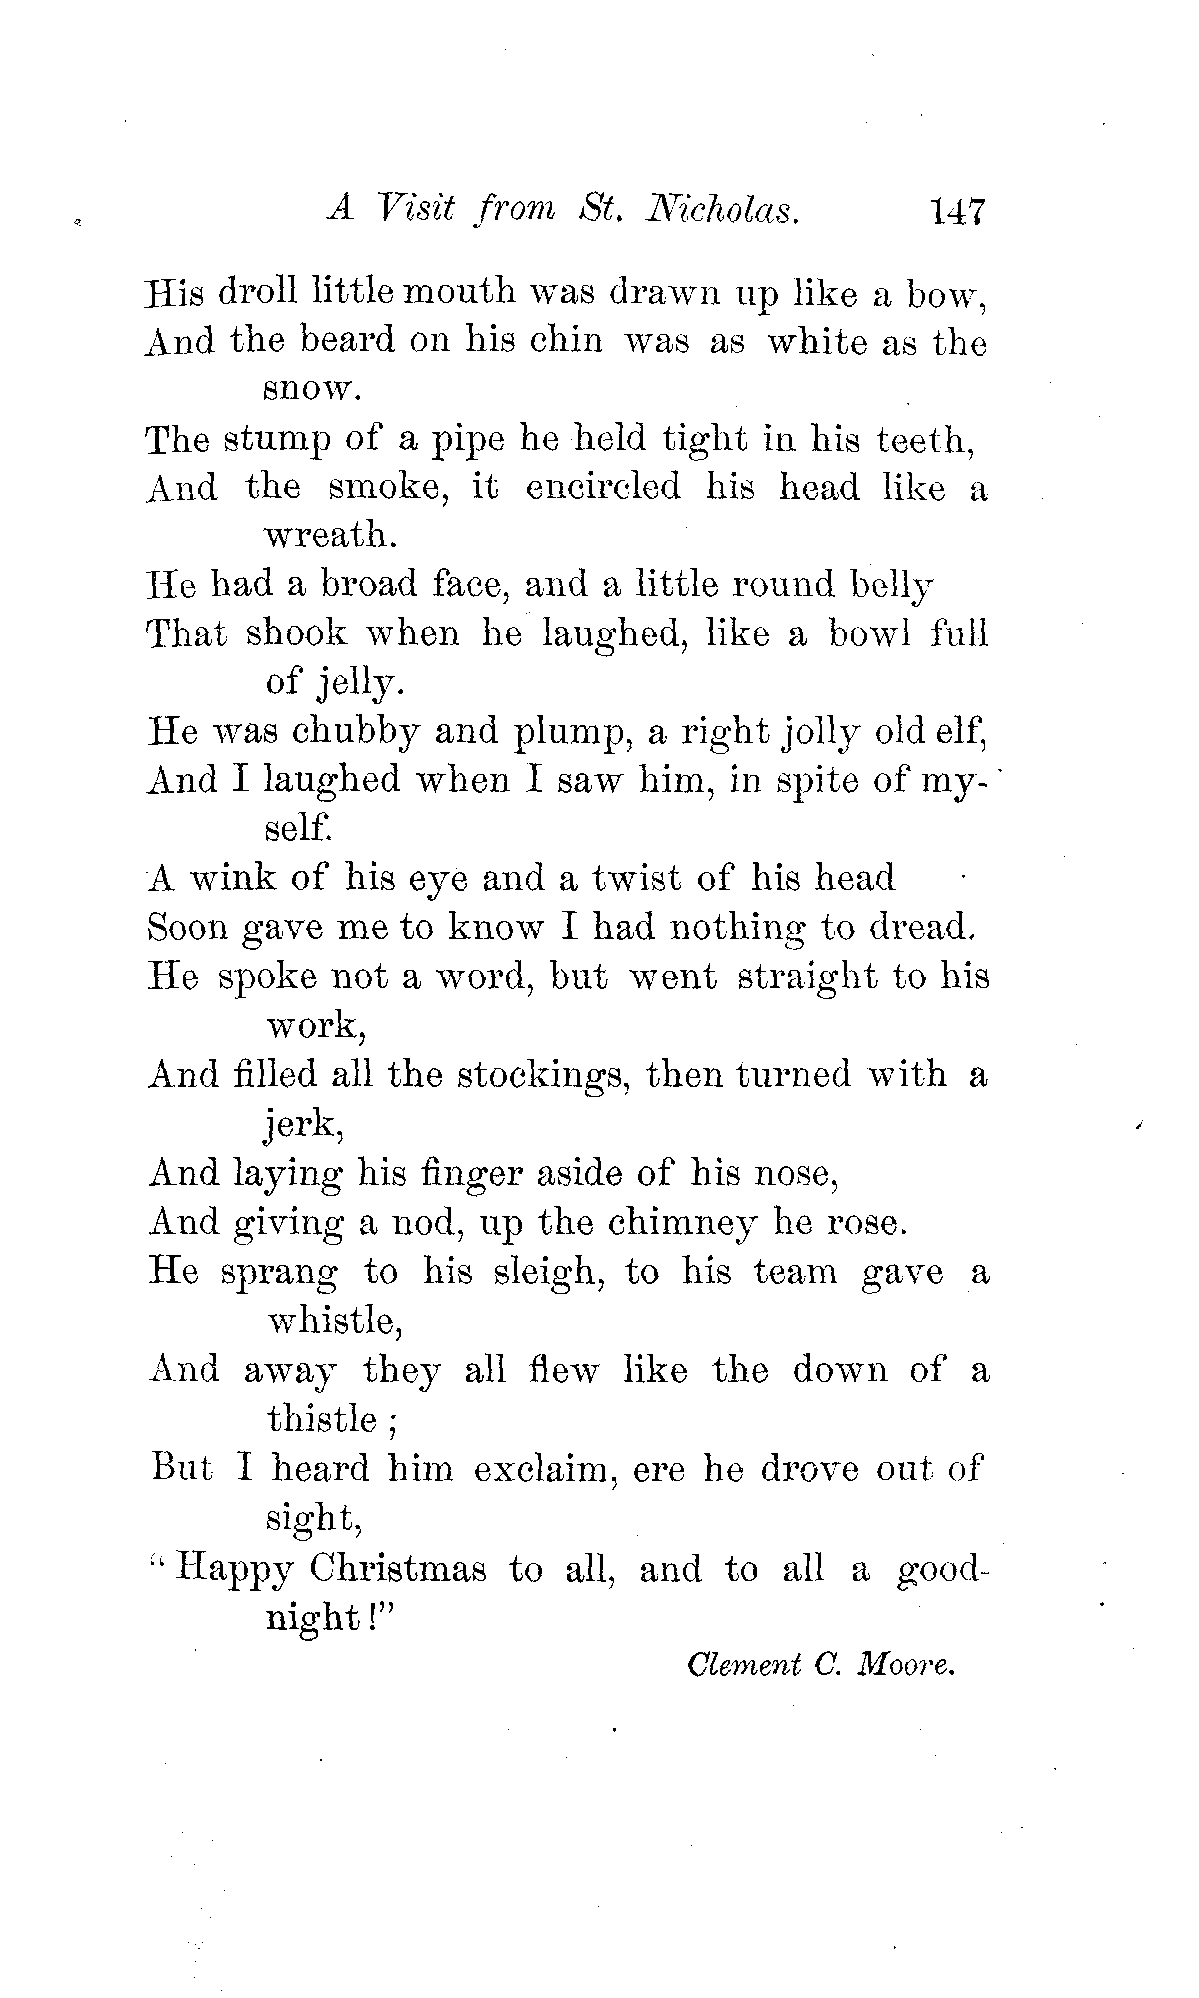 A Visit from St. Nicholas. 147
His droll little mouth was drawn up like a bow,
And the beard on his chin was as white as the
snow.
The stump of a pipe he held tight in his teeth,
And the smoke, it encircled his head like a
wreath.
He had a broad face, and a little round belly
That shook when he laughed, like a bowl full
of jelly.
He was chubby and plump, a right jolly old elf,
And I laughed when I saw him, in spite of my-
self.
A wink of his eye and a twist of his head
Soon gave me to know I had nothing to dread.
He spoke not a word, but went straight to his
work,
And filled all the stockings, then turned with a
jerk,
And laying his finger aside of his nose,
And giving a nod, up the chimney he rose.
He sprang to his sleigh, to his team gave a
whistle,
And away they all flew like the down of a
thistle ;
But I heard him exclaim, ere he drove out of
sight,
“ Happy Christmas to all, and to all a good-
night !”
Clement C. Moore.